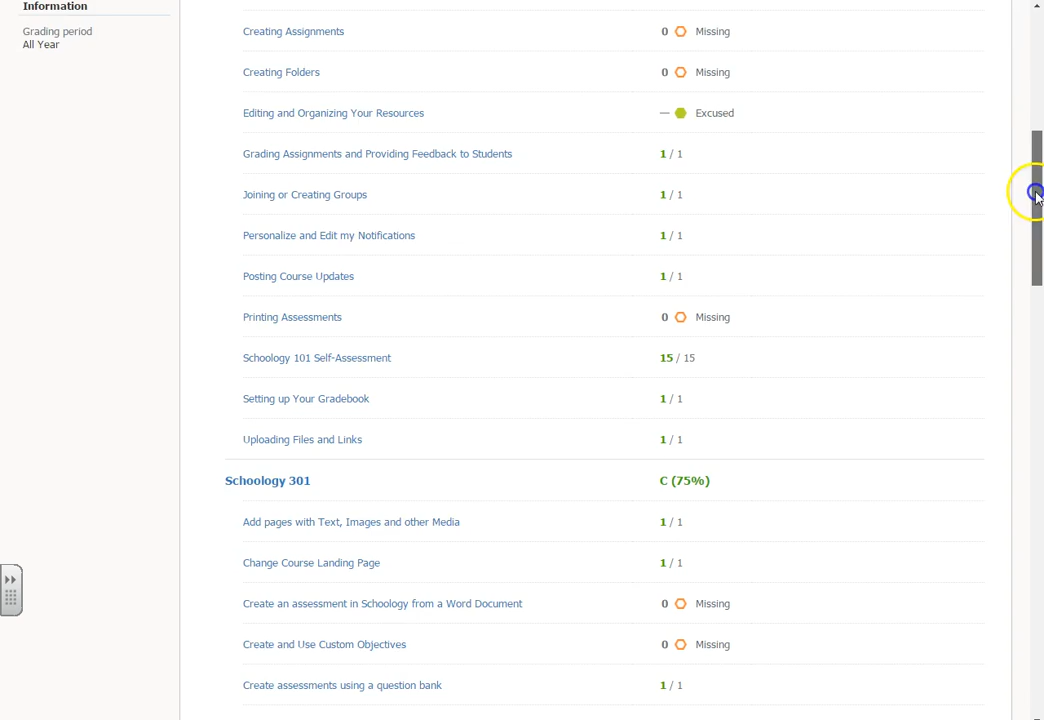 Information
Grading period
All Year
Creating Assignments 0 Missing
Creating Folders 0 Missing
Editing and Organizing Your Resources — Excused
Grading Assignments and Providing Feedback to Students 1 / 1
Joining or Creating Groups 1 / 1
Personalize and Edit my Notifications 1 / 1
Posting Course Updates 1 / 1
Printing Assessments 0 Missing
Schoology 101 Self-Assessment 15 / 15
Setting up Your Gradebook 1 / 1
Uploading Files and Links 1 / 1
Schoology 301 C (75%)
Add pages with Text, Images and other Media 1 / 1
Change Course Landing Page 1 / 1
Create an assessment in Schoology from a Word Document 0 Missing
Create and Use Custom Objectives 0 Missing
Create assessments using a question bank 1 / 1